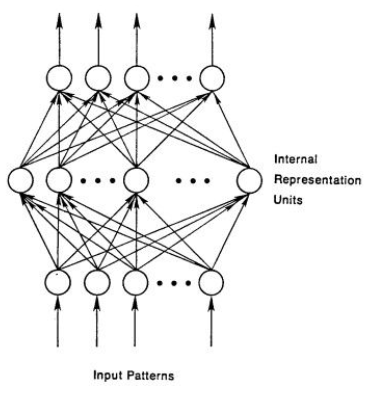 Internal
Representation
Units
Input Patterns